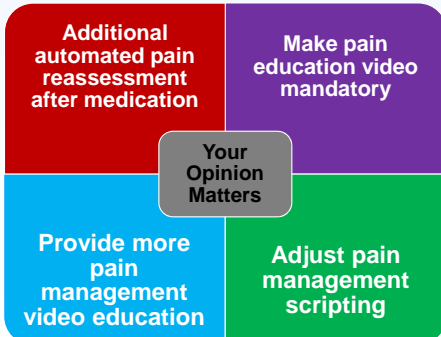 Additional
automated pain
reassessment
after medication
Make pain
education video
mandatory
Your
Opinion
Matters
Provide more
pain
management
video education
Adjust pain
management
scripting